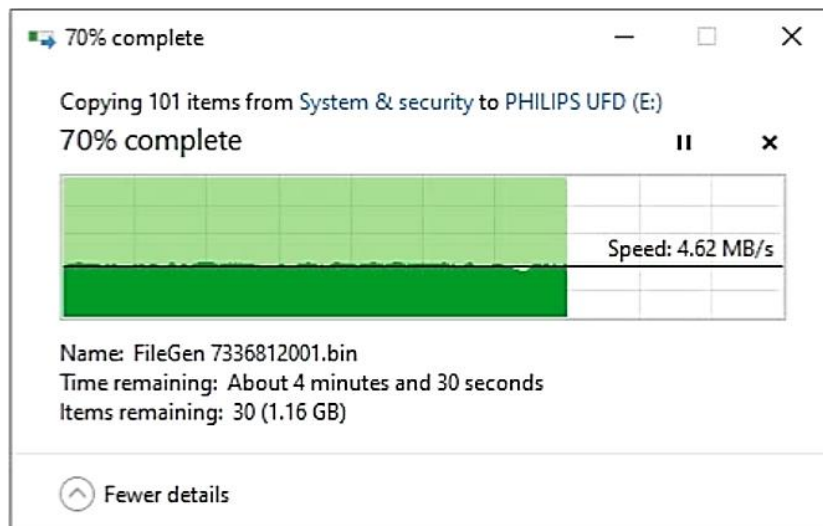 70% complete
Copying 101 items from System & security to PHILIPS UFD (E:)
70% complete
Speed: 4.62 MB/s
Name: FileGen 7336812001.bin
Time remaining: About 4 minutes and 30 seconds
Items remaining: 30 (1.16 GB)
Fewer details